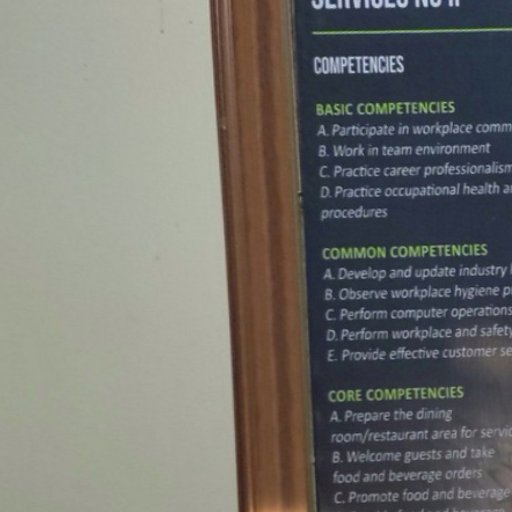 SERVICES NC II
COMPETENCIES
BASIC COMPETENCIES
A. Participate in workplace comm
B. Work in team environment
C. Practice career professionalism
D. Practice occupational health a
procedures
COMMON COMPETENCIES
A. Develop and update industry
B. Observe workplace hygiene p
C. Perform computer operations
D. Perform workplace and safety
E. Provide effective customer se
CORE COMPETENCIES
A. Prepare the dining
room/restaurant area for servic
B. Welcome guests and take
food and beverage orders
C. Promote food and beverage